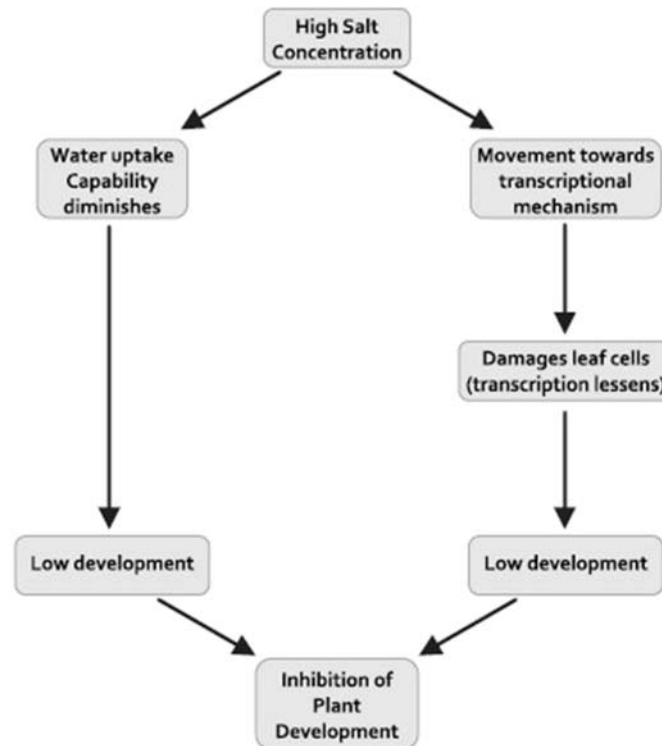 High Salt
Concentration
Water uptake
Capability
diminishes
Movement towards
transcriptional
mechanism
Damages leaf cells
(transcription lessens)
Low development
Low development
Inhibition of
Plant
Development